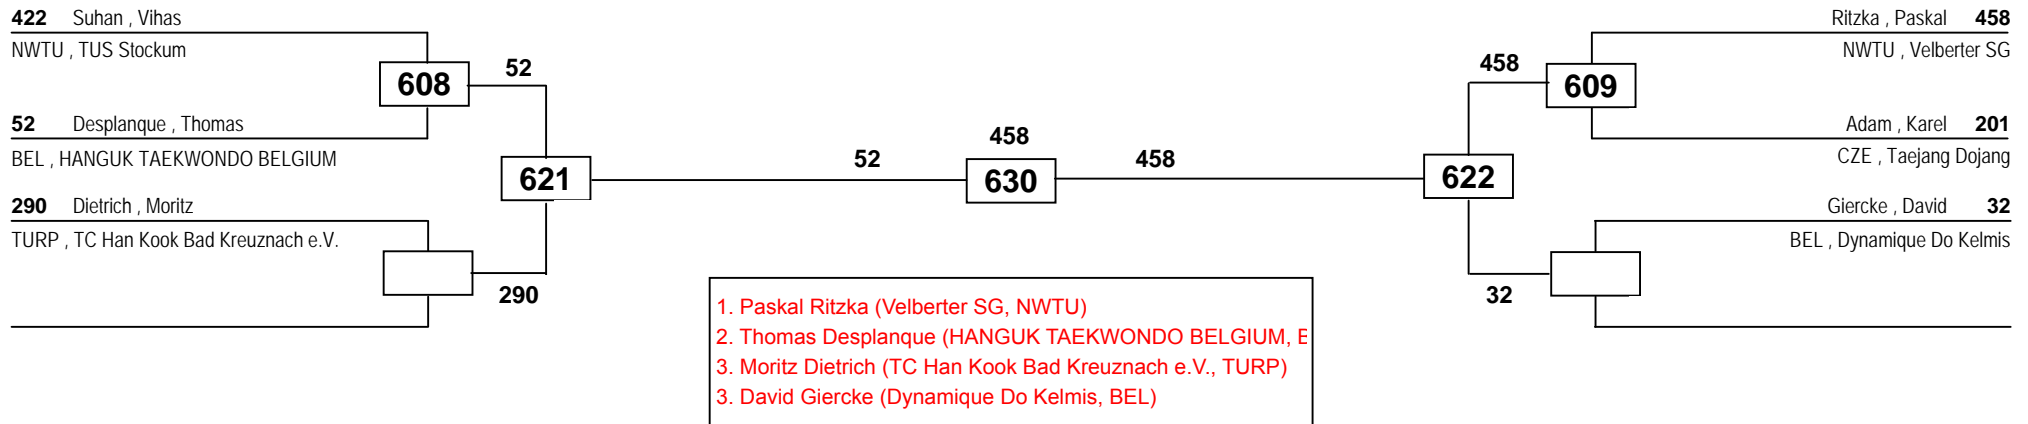 422 Suhan , Vihas
NWTU , TUS Stockum
608
52
52 Desplanque , Thomas
BEL , HANGUK TAEKWONDO BELGIUM
621
290 Dietrich , Moritz
TURP , TC Han Kook Bad Kreuznach e.V.
290
52
458
630
458
Ritzka , Paskal 458
NWTU , Velberter SG
458
609
Adam , Karel 201
CZE , Taejang Dojang
622
Giercke , David 32
BEL , Dynamique Do Kelmis
32
1. Paskal Ritzka (Velberter SG, NWTU)
2. Thomas Desplanque (HANGUK TAEKWONDO BELGIUM,
3. Moritz Dietrich (TC Han Kook Bad Kreuznach e.V., TURP)
3. David Giercke (Dynamique Do Kelmis, BEL)